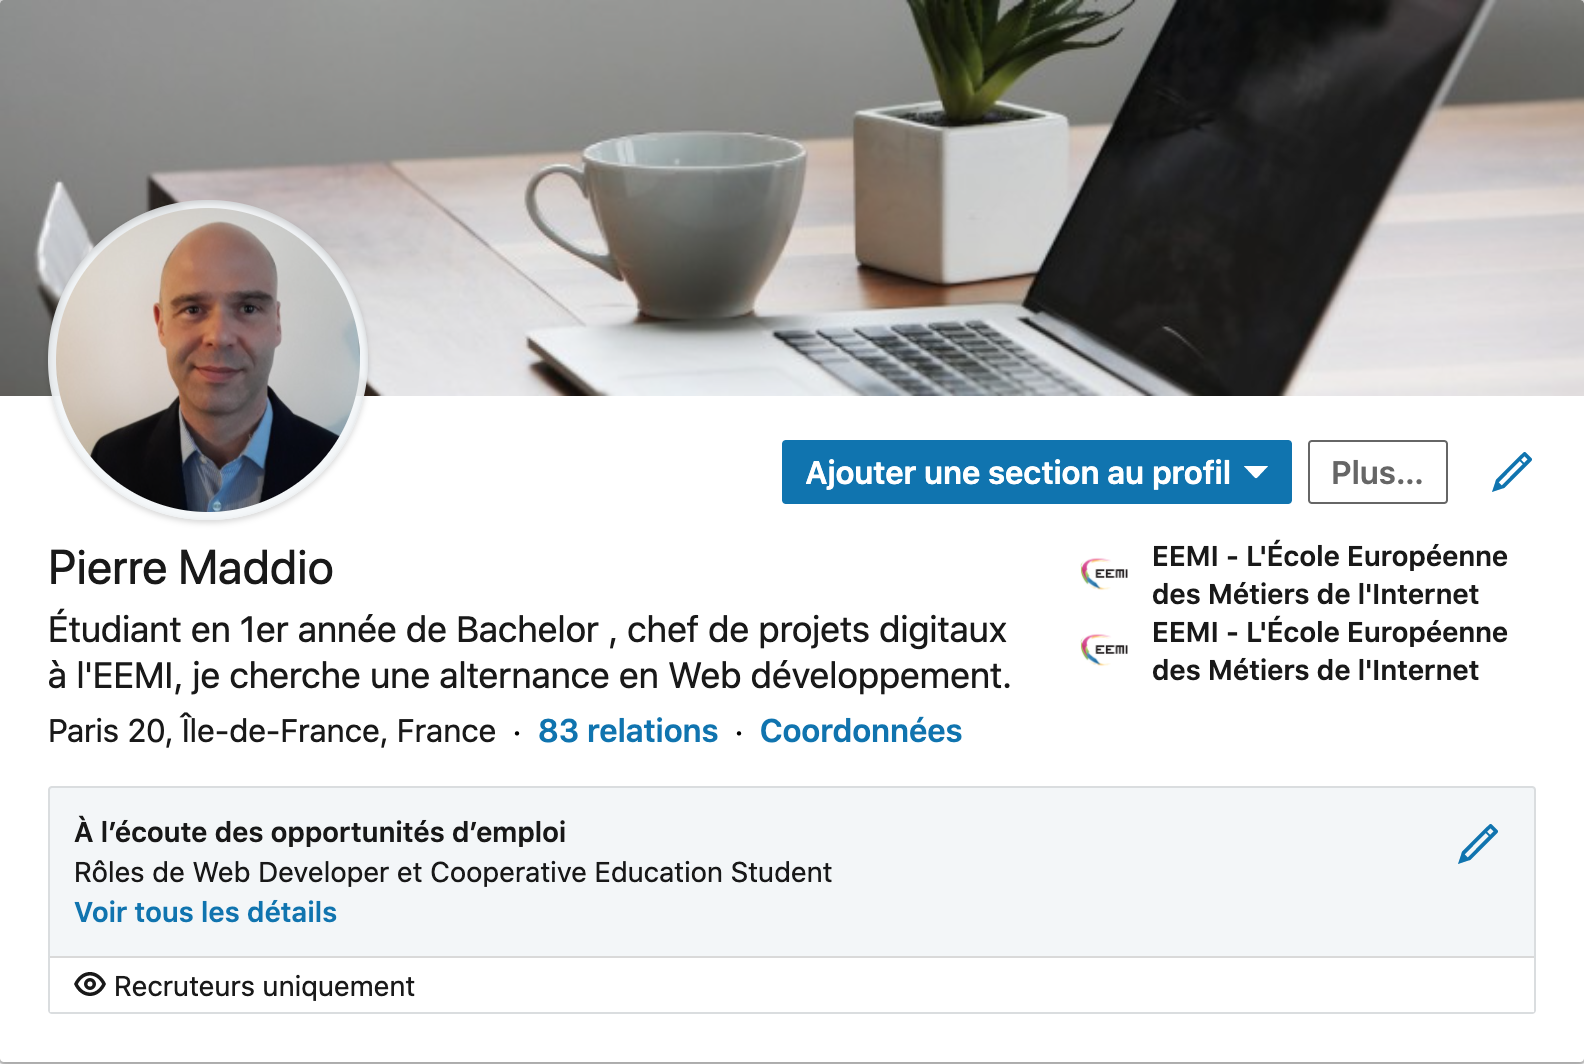 Ajouter une section au profil
Plus...
Pierre Maddio
Étudiant en 1er année de Bachelor , chef de projets digitaux
à l'EEMI, je cherche une alternance en Web développement.
Paris 20, Île-de-France, France · 83 relations · Coordonnées
EEMI
EEMI - L'École Européenne
des Métiers de l'Internet
EEMI
EEMI - L'École Européenne
des Métiers de l'Internet
À l’écoute des opportunités d’emploi
Rôles de Web Developer et Cooperative Education Student
Voir tous les détails
Recruteurs uniquement